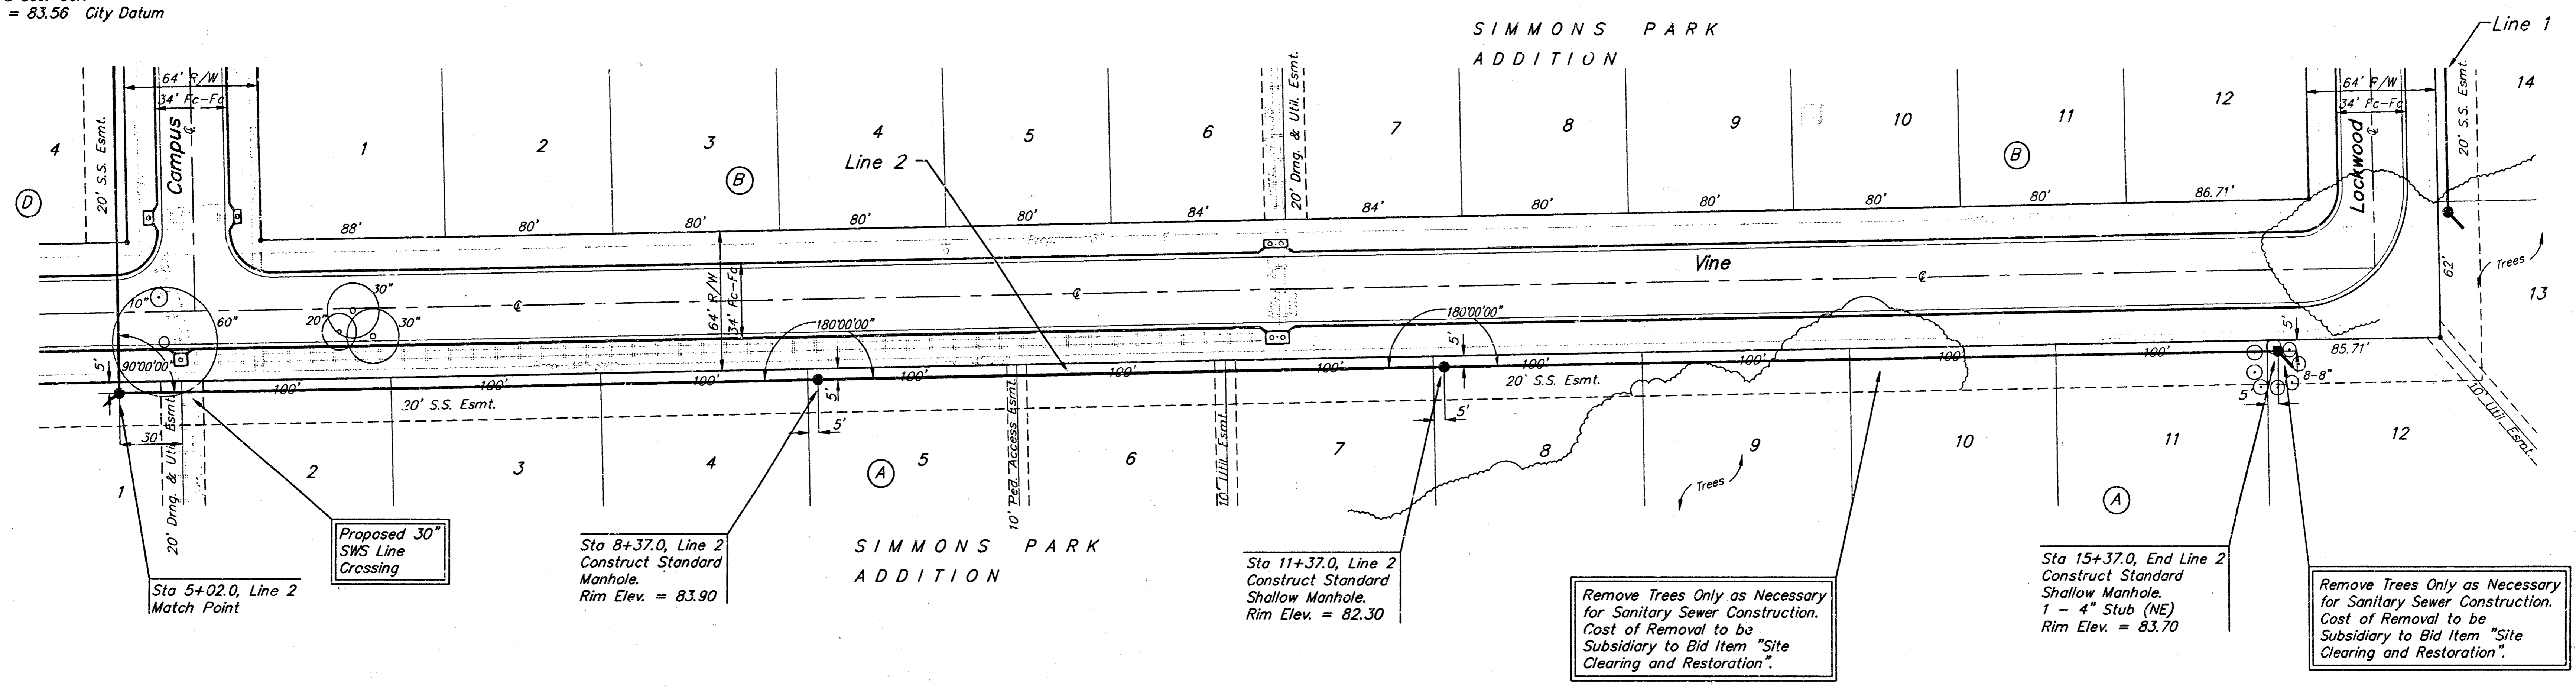 = 83.56 City Datum
SIMMONS PARK
ADDITION
Line 1
64' R/W
34' Fc-Fc
Campus
℄
20' S.S. Esmt.
4
D
1
2
3
4
5
6
7
8
9
10
11
12
B
B
Line 2
20' Drng. & Util. Esmt.
64' R/W
34' Fc-Fc
Lockwood
℄
20' S.S. Esmt.
14
13
88'
80'
80'
80'
80'
84'
84'
80'
80'
80'
80'
86.71'
62'
Trees
Vine
℄
℄
℄
64' R/W
34' Fc-Fc
10"
60"
30"
20"
30"
90°00'00"
180°00'00"
180°00'00"
5'
5'
5'
5'
5'
5'
5'
5'
100'
100'
100'
100'
100'
100'
100'
100'
100'
100'
85.71'
8-8"
20' S.S. Esmt.
20' S.S. Esmt.
30'
20' Drng. & Util Esmt.
10' Ped. Access Esmt.
10' Util Esmt.
10' Util Esmt.
1
2
3
4
5
6
7
8
9
10
11
12
A
A
Trees
Proposed 30"
SWS Line
Crossing
Sta 5+02.0, Line 2
Match Point
Sta 8+37.0, Line 2
Construct Standard
Manhole.
Rim Elev. = 83.90
SIMMONS PARK
ADDITION
Sta 11+37.0, Line 2
Construct Standard
Shallow Manhole.
Rim Elev. = 82.30
Remove Trees Only as Necessary
for Sanitary Sewer Construction.
Cost of Removal to be
Subsidiary to Bid Item "Site
Clearing and Restoration".
Sta 15+37.0, End Line 2
Construct Standard
Shallow Manhole.
1 - 4" Stub (NE)
Rim Elev. = 83.70
Remove Trees Only as Necessary
for Sanitary Sewer Construction.
Cost of Removal to be
Subsidiary to Bid Item "Site
Clearing and Restoration".